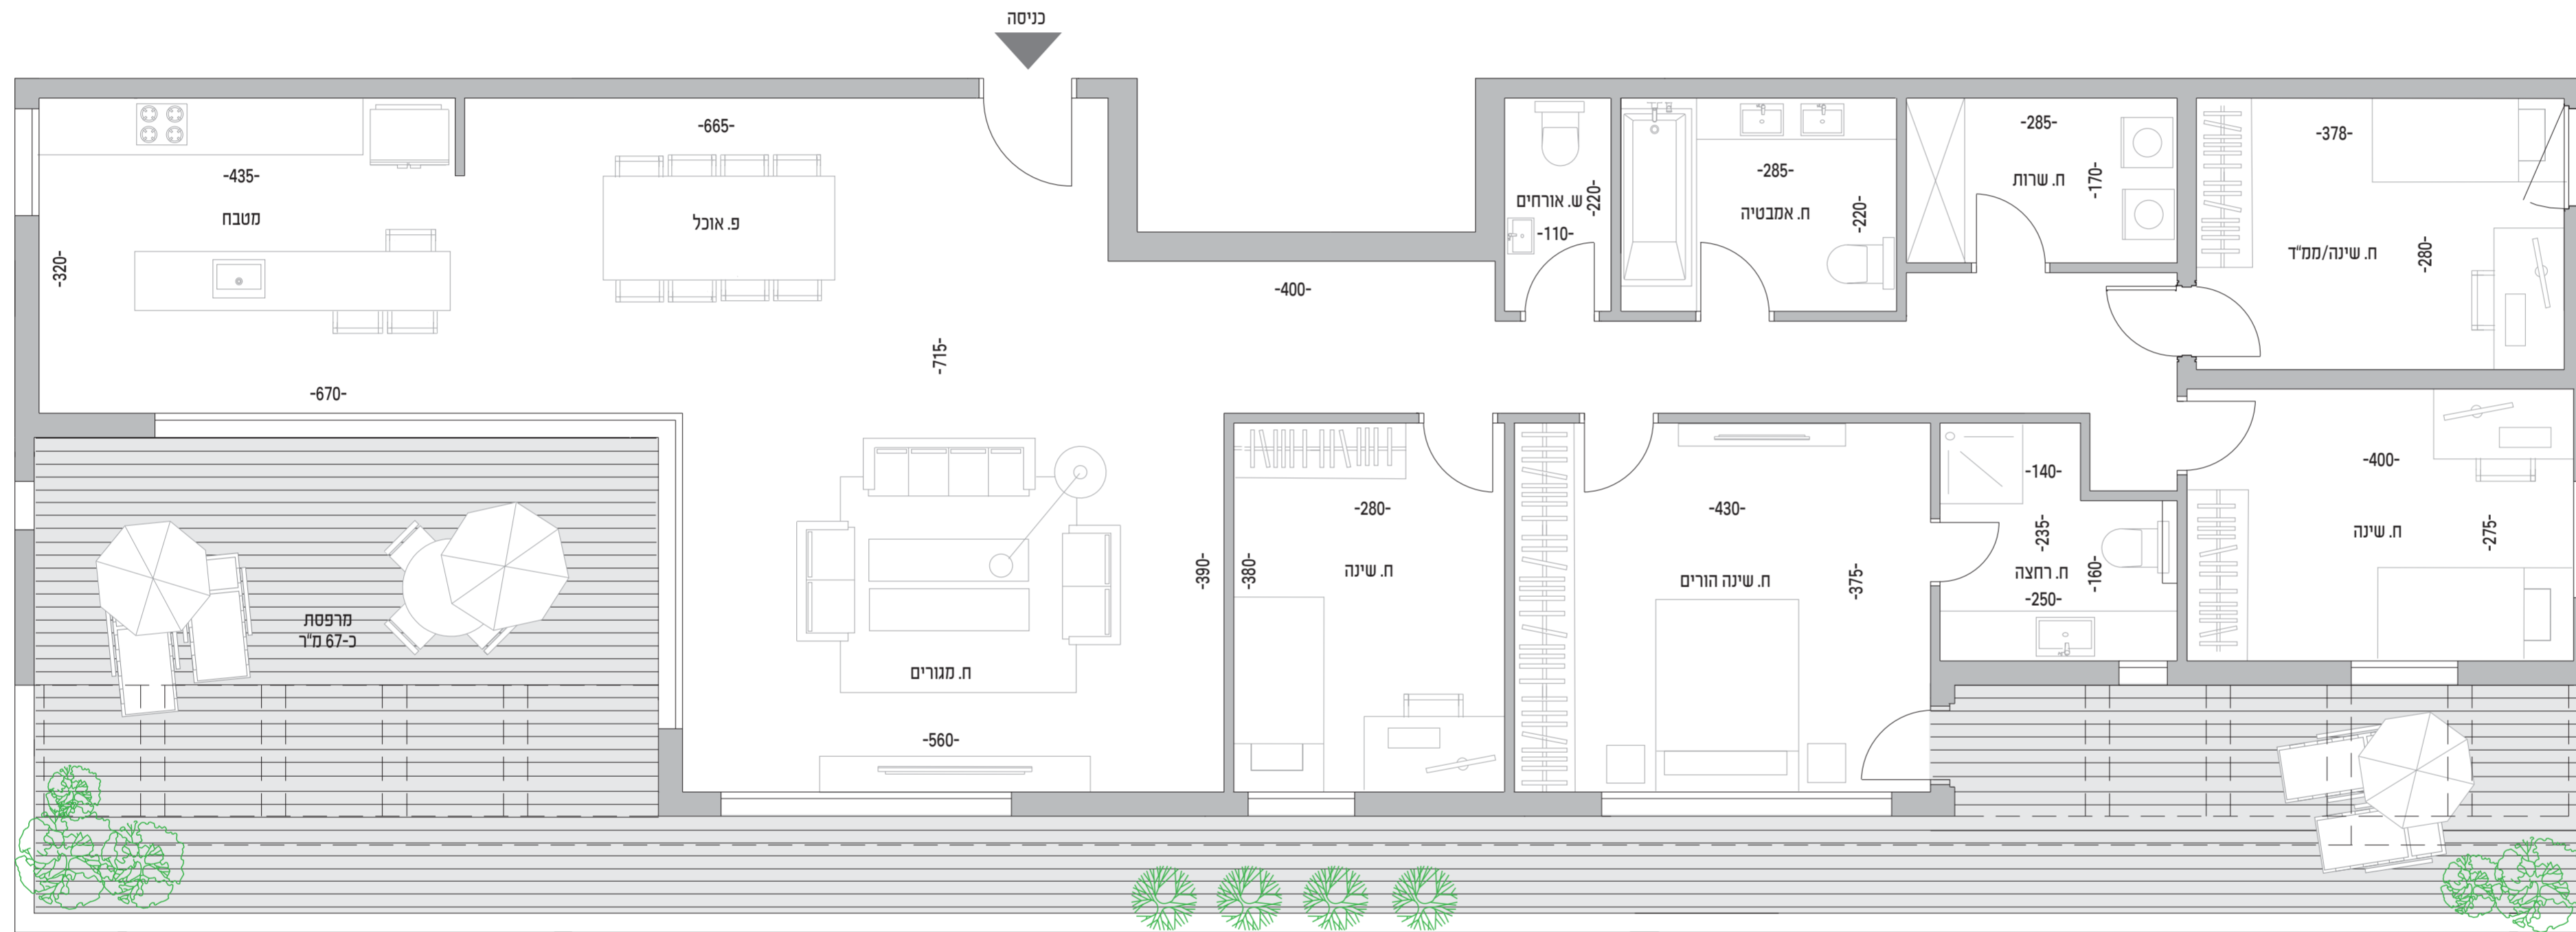 כניסה
-665-
-435-
מטבח
פ. אוכל
-320-
-670-
-715-
-400-
ש. אורחים
-220-
-110-
-285-
ח. אמבטיה
-220-
-285-
ח. שרות
-170-
-378-
ח. שינה/ממ"ד
-280-
מרפסת
כ-67 מ"ר
ח. מגורים
-560-
-390-
-380-
-280-
ח. שינה
-430-
ח. שינה הורים
-375-
-140-
-235-
ח. רחצה
-160-
-250-
-400-
ח. שינה
-275-